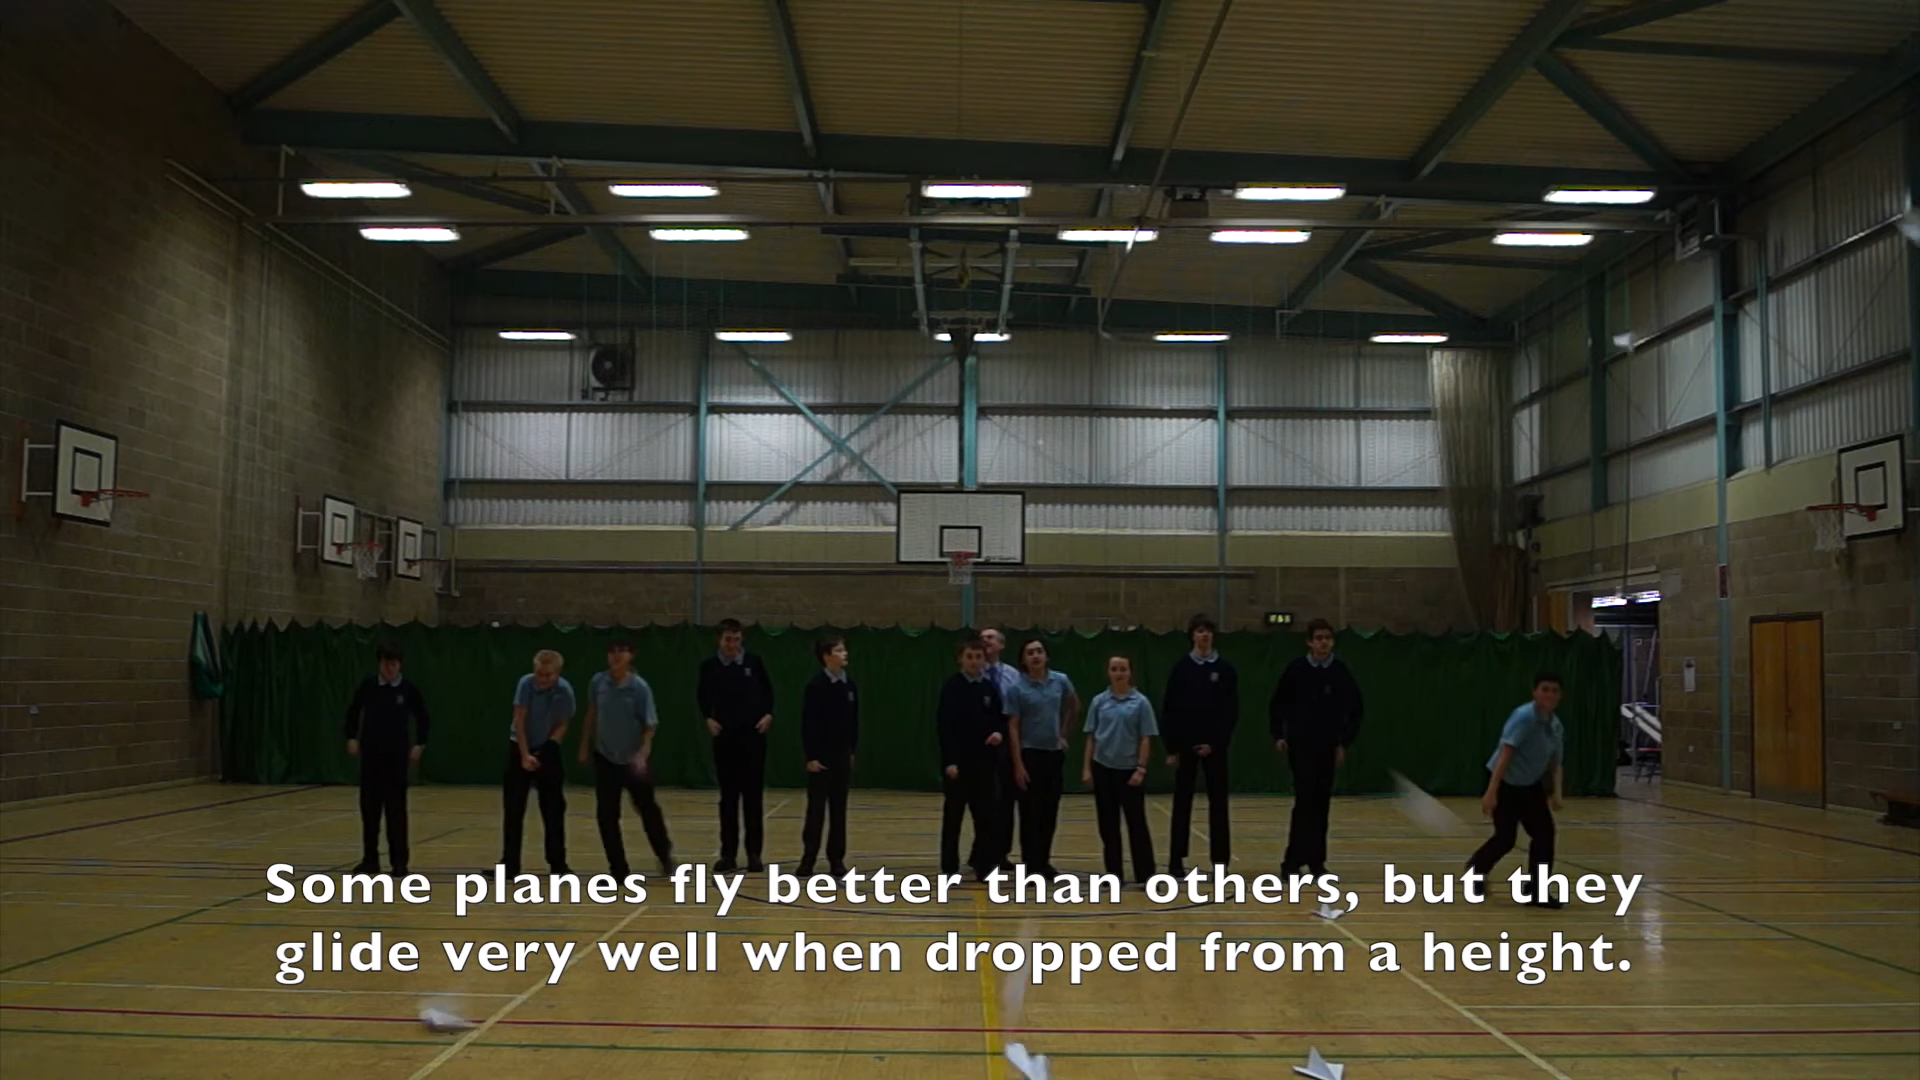 Some planes fly better than others, but they
glide very well when dropped from a height.